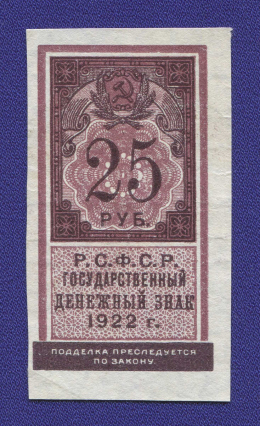 25
РУБ.
Р.С.Ф.С.Р.
ГОСУДАРСТВЕННЫЙ
ДЕНЕЖНЫЙ ЗНАК
1922 г.
ПОДДЕЛКА ПРЕСЛЕДУЕТСЯ
ПО ЗАКОНУ.